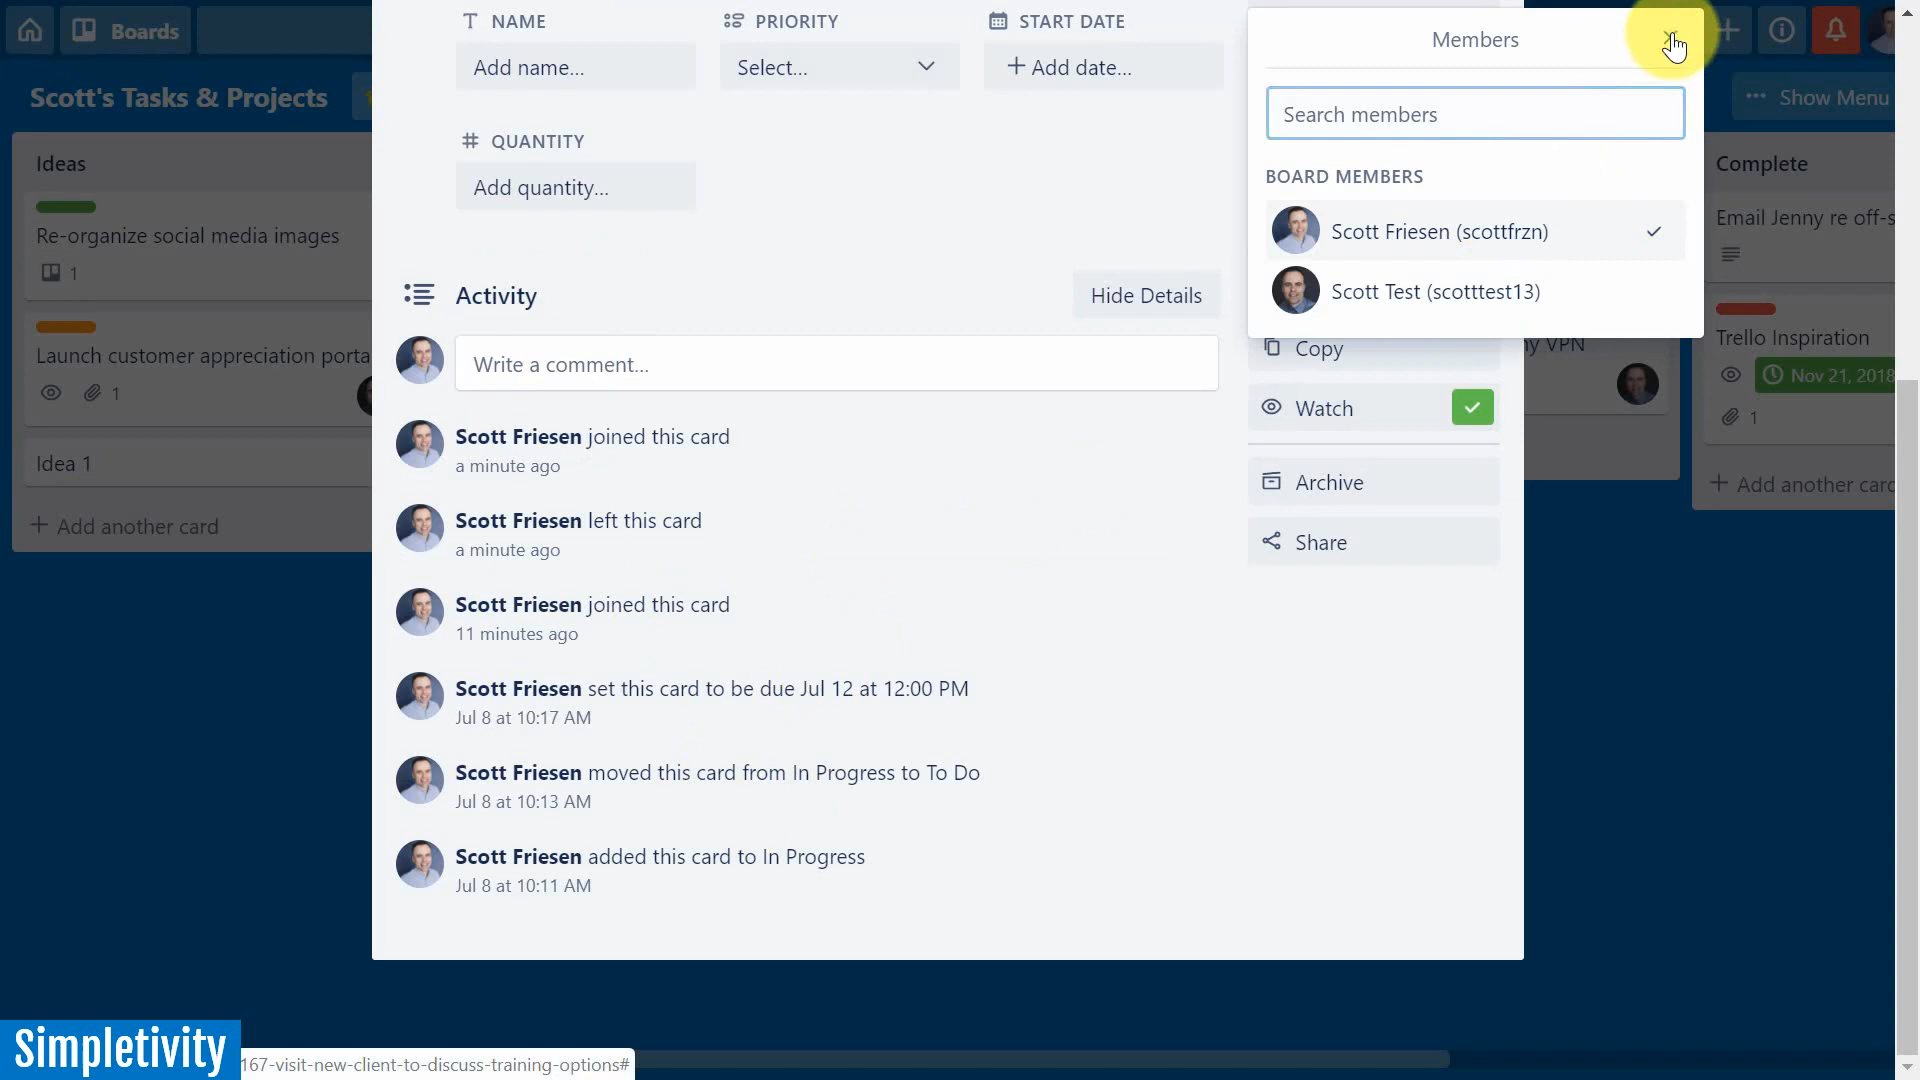 Boards
Scott's Tasks & Projects
Show Menu
Ideas
Re-organize social media images
1
Launch customer appreciation porta
1
Idea 1
+ Add another card
NAME
Add name...
PRIORITY
Select...
START DATE
+ Add date...
QUANTITY
Add quantity...
Activity
Hide Details
Write a comment...
Scott Friesen joined this card
a minute ago
Scott Friesen left this card
a minute ago
Scott Friesen joined this card
11 minutes ago
Scott Friesen set this card to be due Jul 12 at 12:00 PM
Jul 8 at 10:17 AM
Scott Friesen moved this card from In Progress to To Do
Jul 8 at 10:13 AM
Scott Friesen added this card to In Progress
Jul 8 at 10:11 AM
Members
Search members
BOARD MEMBERS
Scott Friesen (scottfrzn)
Scott Test (scotttest13)
Copy
Watch
Archive
Share
ny VPN
Complete
Email Jenny re off-s
Trello Inspiration
Nov 21, 2018
1
+ Add another card
Simpletivity
167-visit-new-client-to-discuss-training-options#